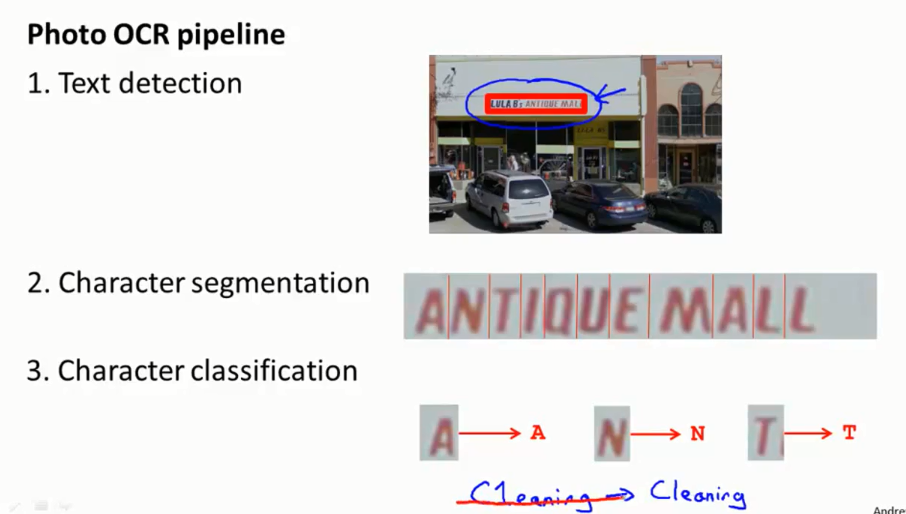 Photo OCR pipeline
1. Text detection
LULA B's ANTIQUE MALL
2. Character segmentation
ANTIQUE MALL
3. Character classification
A → A N → N T → T
C1eaning → Cleaning
Andre